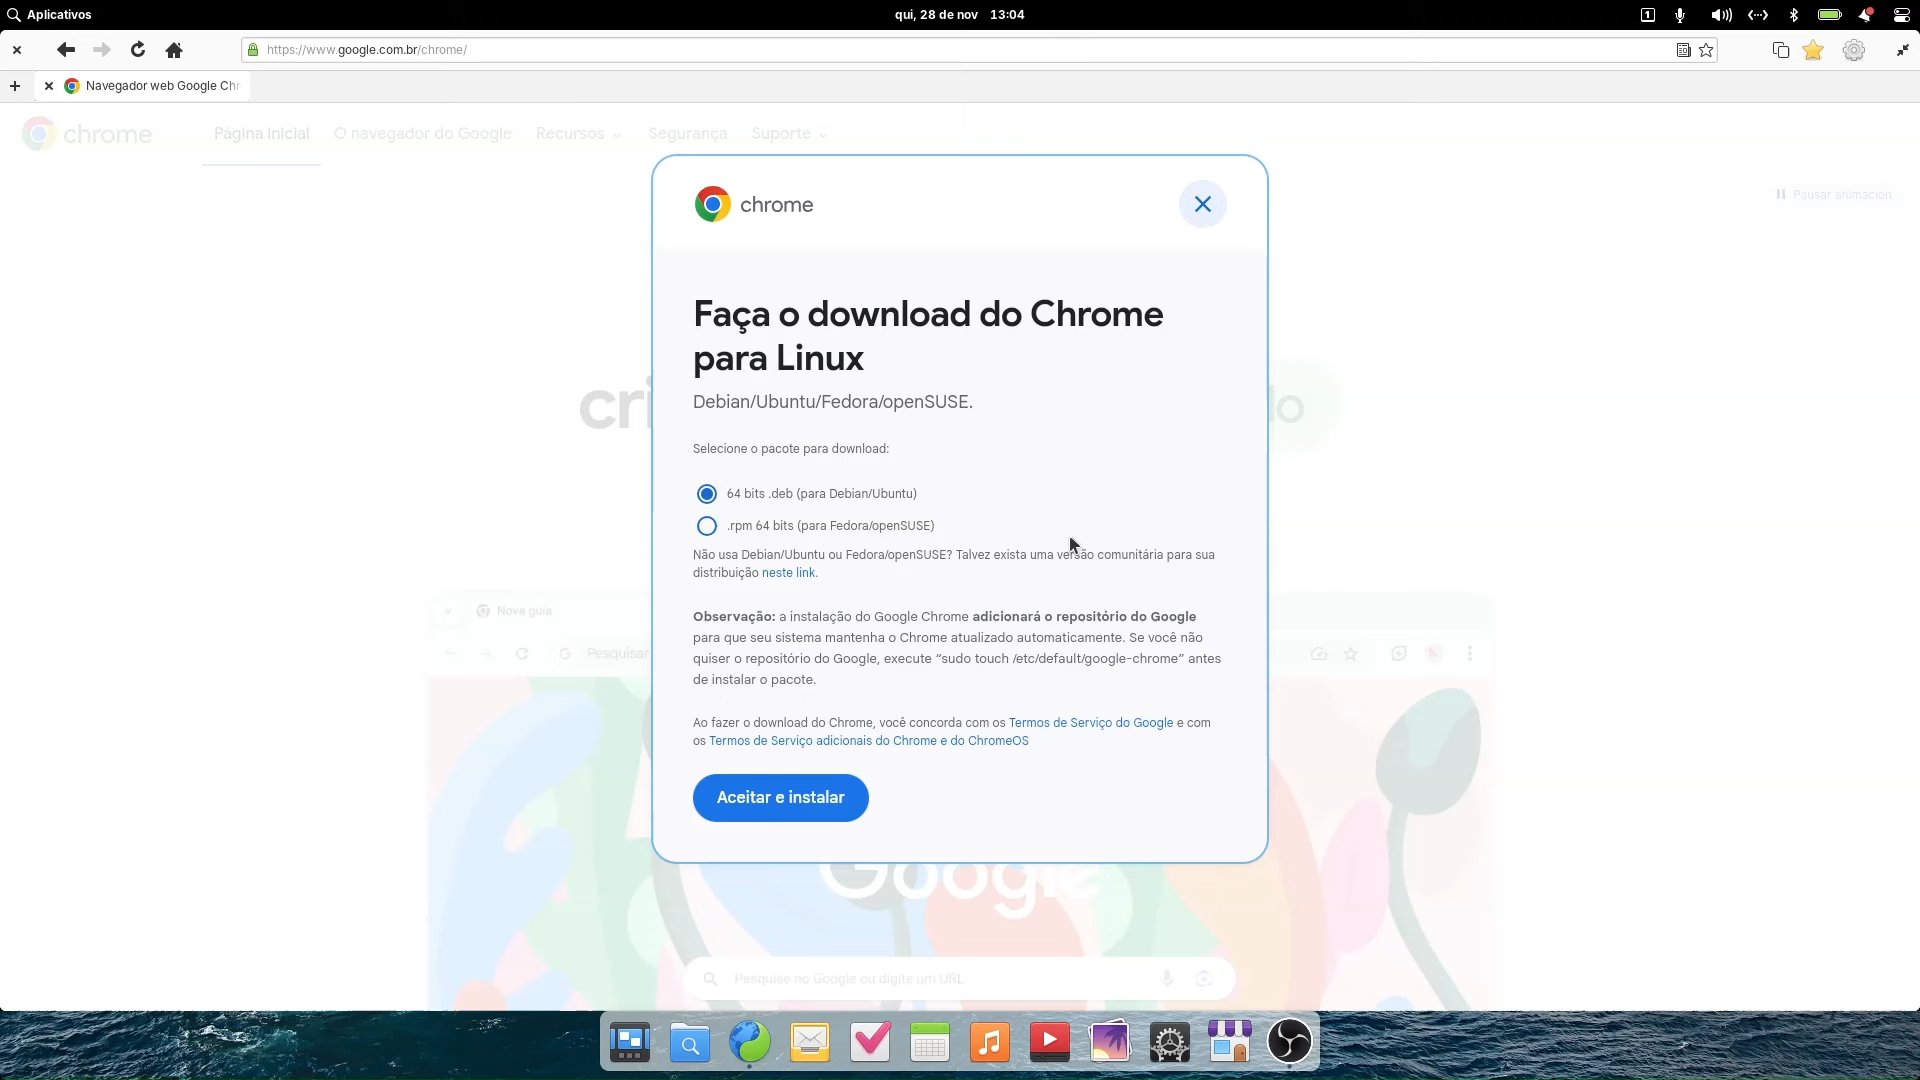 Aplicativos
qui, 28 de nov 13:04
1
https://www.google.com.br/chrome/
Navegador web Google Chr
chrome
Página inicial
O navegador do Google
Recursos
Segurança
Suporte
Pausar animación
chrome
Faça o download do Chrome
para Linux
Debian/Ubuntu/Fedora/openSUSE.
cri
do
Selecione o pacote para download:
64 bits .deb (para Debian/Ubuntu)
.rpm 64 bits (para Fedora/openSUSE)
Não usa Debian/Ubuntu ou Fedora/openSUSE? Talvez exista uma versão comunitária para sua
distribuição neste link.
Nova guia
Observação: a instalação do Google Chrome adicionará o repositório do Google
para que seu sistema mantenha o Chrome atualizado automaticamente. Se você não
quiser o repositório do Google, execute “sudo touch /etc/default/google-chrome” antes
de instalar o pacote.
Pesquisar
Ao fazer o download do Chrome, você concorda com os Termos de Serviço do Google e com
os Termos de Serviço adicionais do Chrome e do ChromeOS
Aceitar e instalar
Google
Pesquise no Google ou digite um URL